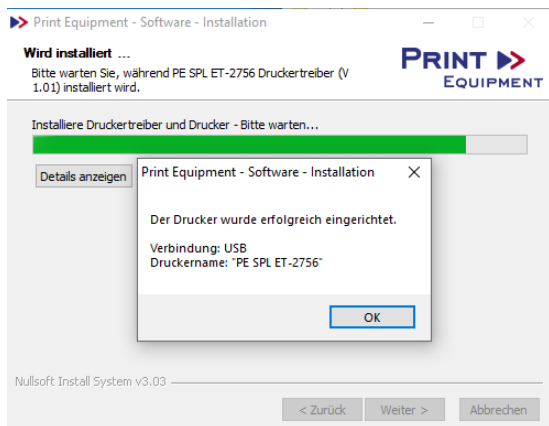 Print Equipment - Software - Installation
Wird installiert ...
Bitte warten Sie, während PE SPL ET-2756 Druckertreiber (V
1.01) installiert wird.
PRINT
EQUIPMENT
Installiere Druckertreiber und Drucker - Bitte warten...
Details anzeigen
Print Equipment - Software - Installation
Der Drucker wurde erfolgreich eingerichtet.
Verbindung: USB
Druckername: "PE SPL ET-2756"
OK
Nullsoft Install System v3.03
< Zurück
Weiter >
Abbrechen